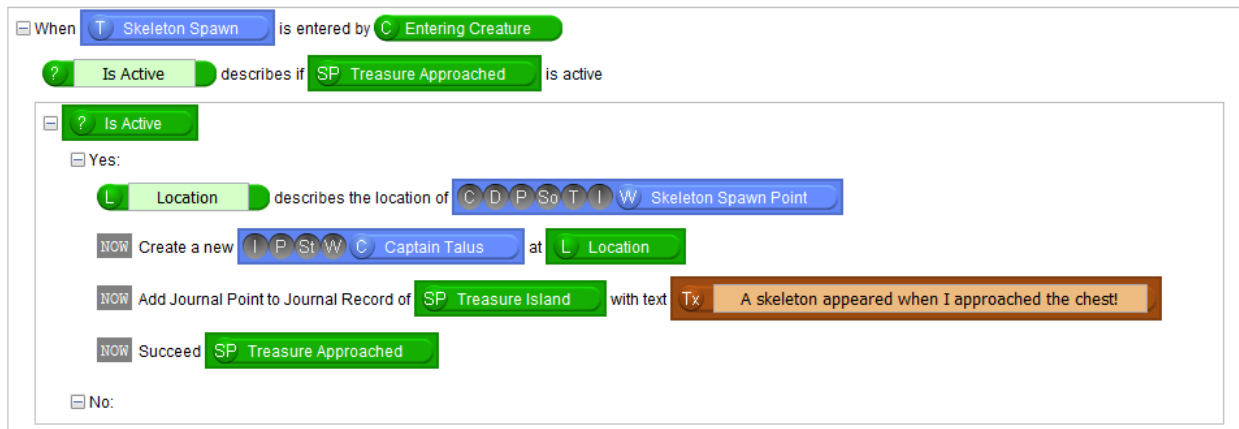 When T Skeleton Spawn is entered by C Entering Creature
? Is Active describes if SP Treasure Approached is active
? Is Active
Yes:
L Location describes the location of C D P So T I W Skeleton Spawn Point
NOW Create a new I P St W C Captain Talus at L Location
NOW Add Journal Point to Journal Record of SP Treasure Island with text Tx A skeleton appeared when I approached the chest!
NOW Succeed SP Treasure Approached
No: